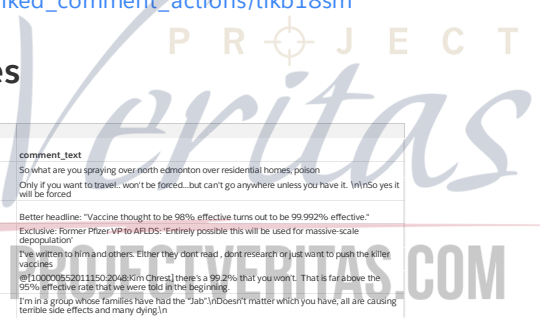 ked_comment_actions/tikb18sm
PROJECT
es
Veritas
comment_text
So what are you spraying over north edmonton over residential homes, poison
Only if you want to travel.. won't be forced...but can't go anywhere unless you have it. \n\nSo yes it
will be forced
Better headline: "Vaccine thought to be 98% effective turns out to be 99.992% effective."
Exclusive: Former Pfizer VP to AFLDS: 'Entirely possible this will be used for massive-scale
depopulation'
I've written to him and others. Either they dont read , dont research or just want to push the killer
vaccines
@[100000552011150:2048:Kim Chrest] there's a 99.2% that you won't.  That is far above the
95% effective rate that we were told in the beginning.
I'm in a group whose families have had the "Jab".\nDoesn't matter which you have, all are causing
terrible side effects and many dying.\n
PROJECTVERITAS.COM